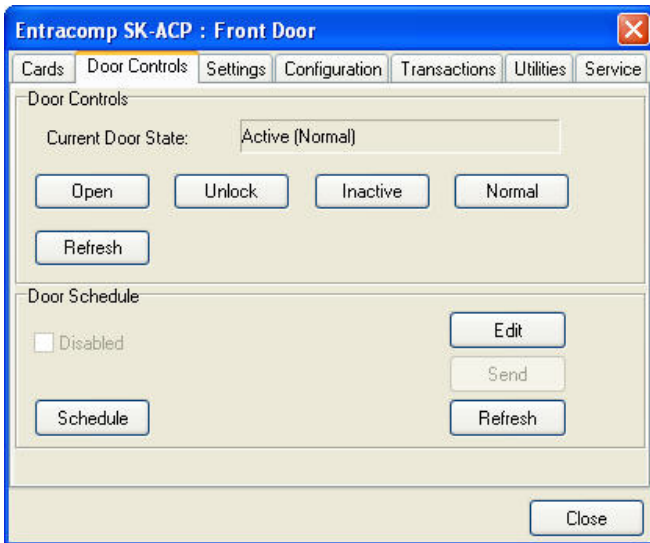 Entracomp SK-ACP : Front Door
Cards Door Controls Settings Configuration Transactions Utilities Service
Door Controls
Current Door State: Active (Normal)
Open Unlock Inactive Normal
Refresh
Door Schedule
Disabled Edit
Send
Schedule Refresh
Close